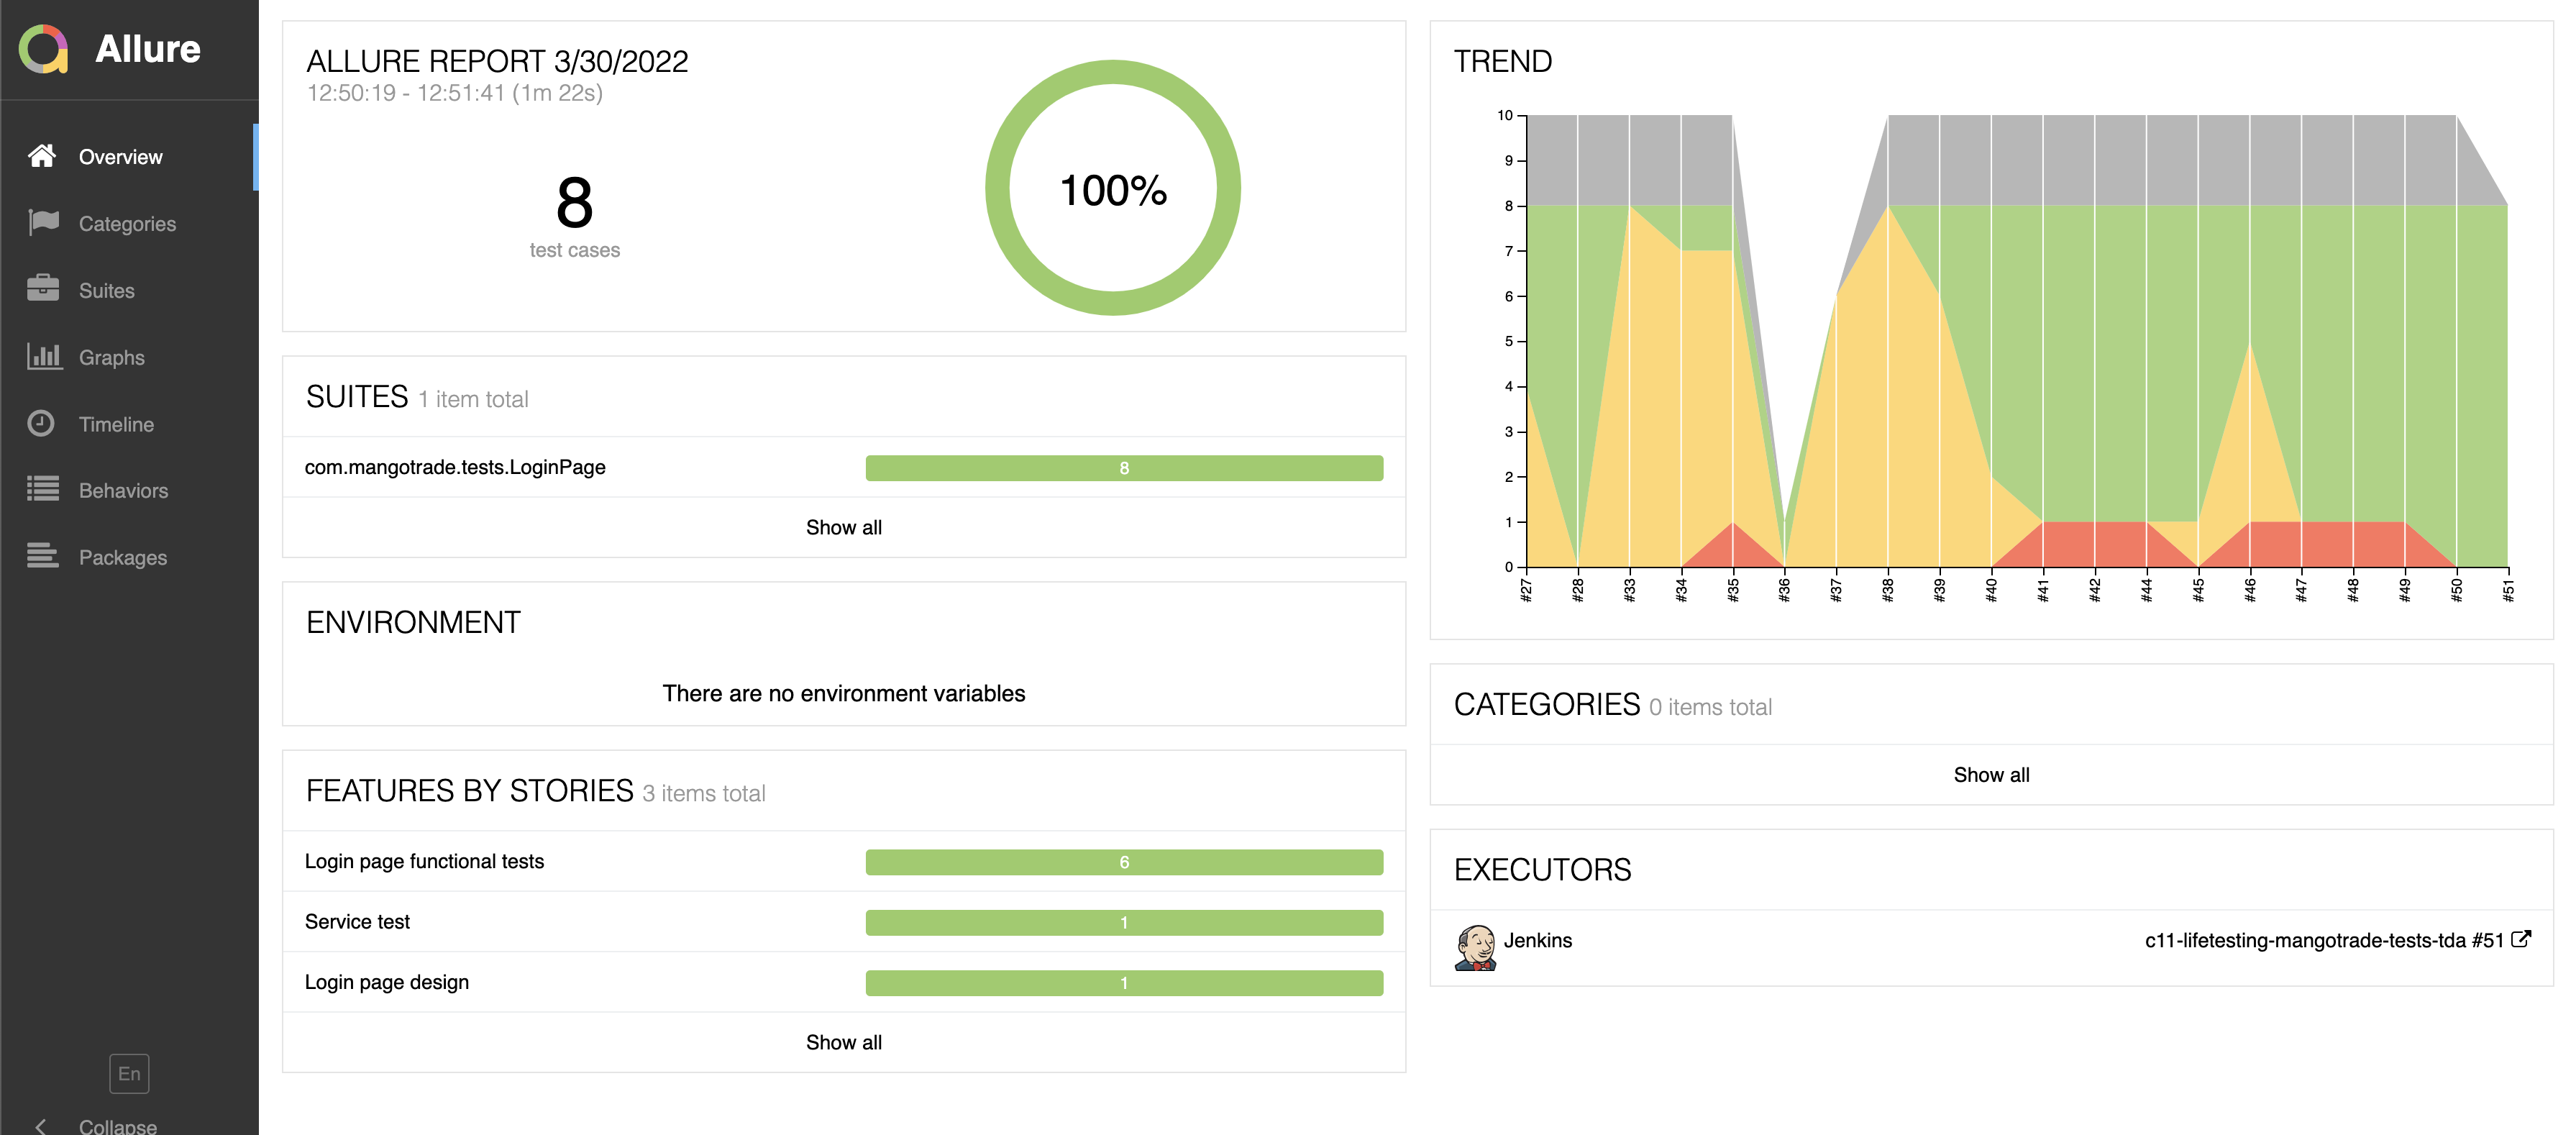 Allure
Overview
Categories
Suites
Graphs
Timeline
Behaviors
Packages
En
Collapse
ALLURE REPORT 3/30/2022
12:50:19 - 12:51:41 (1m 22s)
8
test cases
100%
SUITES 1 item total
com.mangotrade.tests.LoginPage 8
Show all
ENVIRONMENT
There are no environment variables
FEATURES BY STORIES 3 items total
Login page functional tests 6
Service test 1
Login page design 1
Show all
TREND
10
9
8
7
6
5
4
3
2
1
0
#27 #28 #33 #34 #35 #36 #37 #38 #39 #40 #41 #42 #44 #45 #46 #47 #48 #49 #50 #51
CATEGORIES 0 items total
Show all
EXECUTORS
Jenkins c11-lifetesting-mangotrade-tests-tda #51